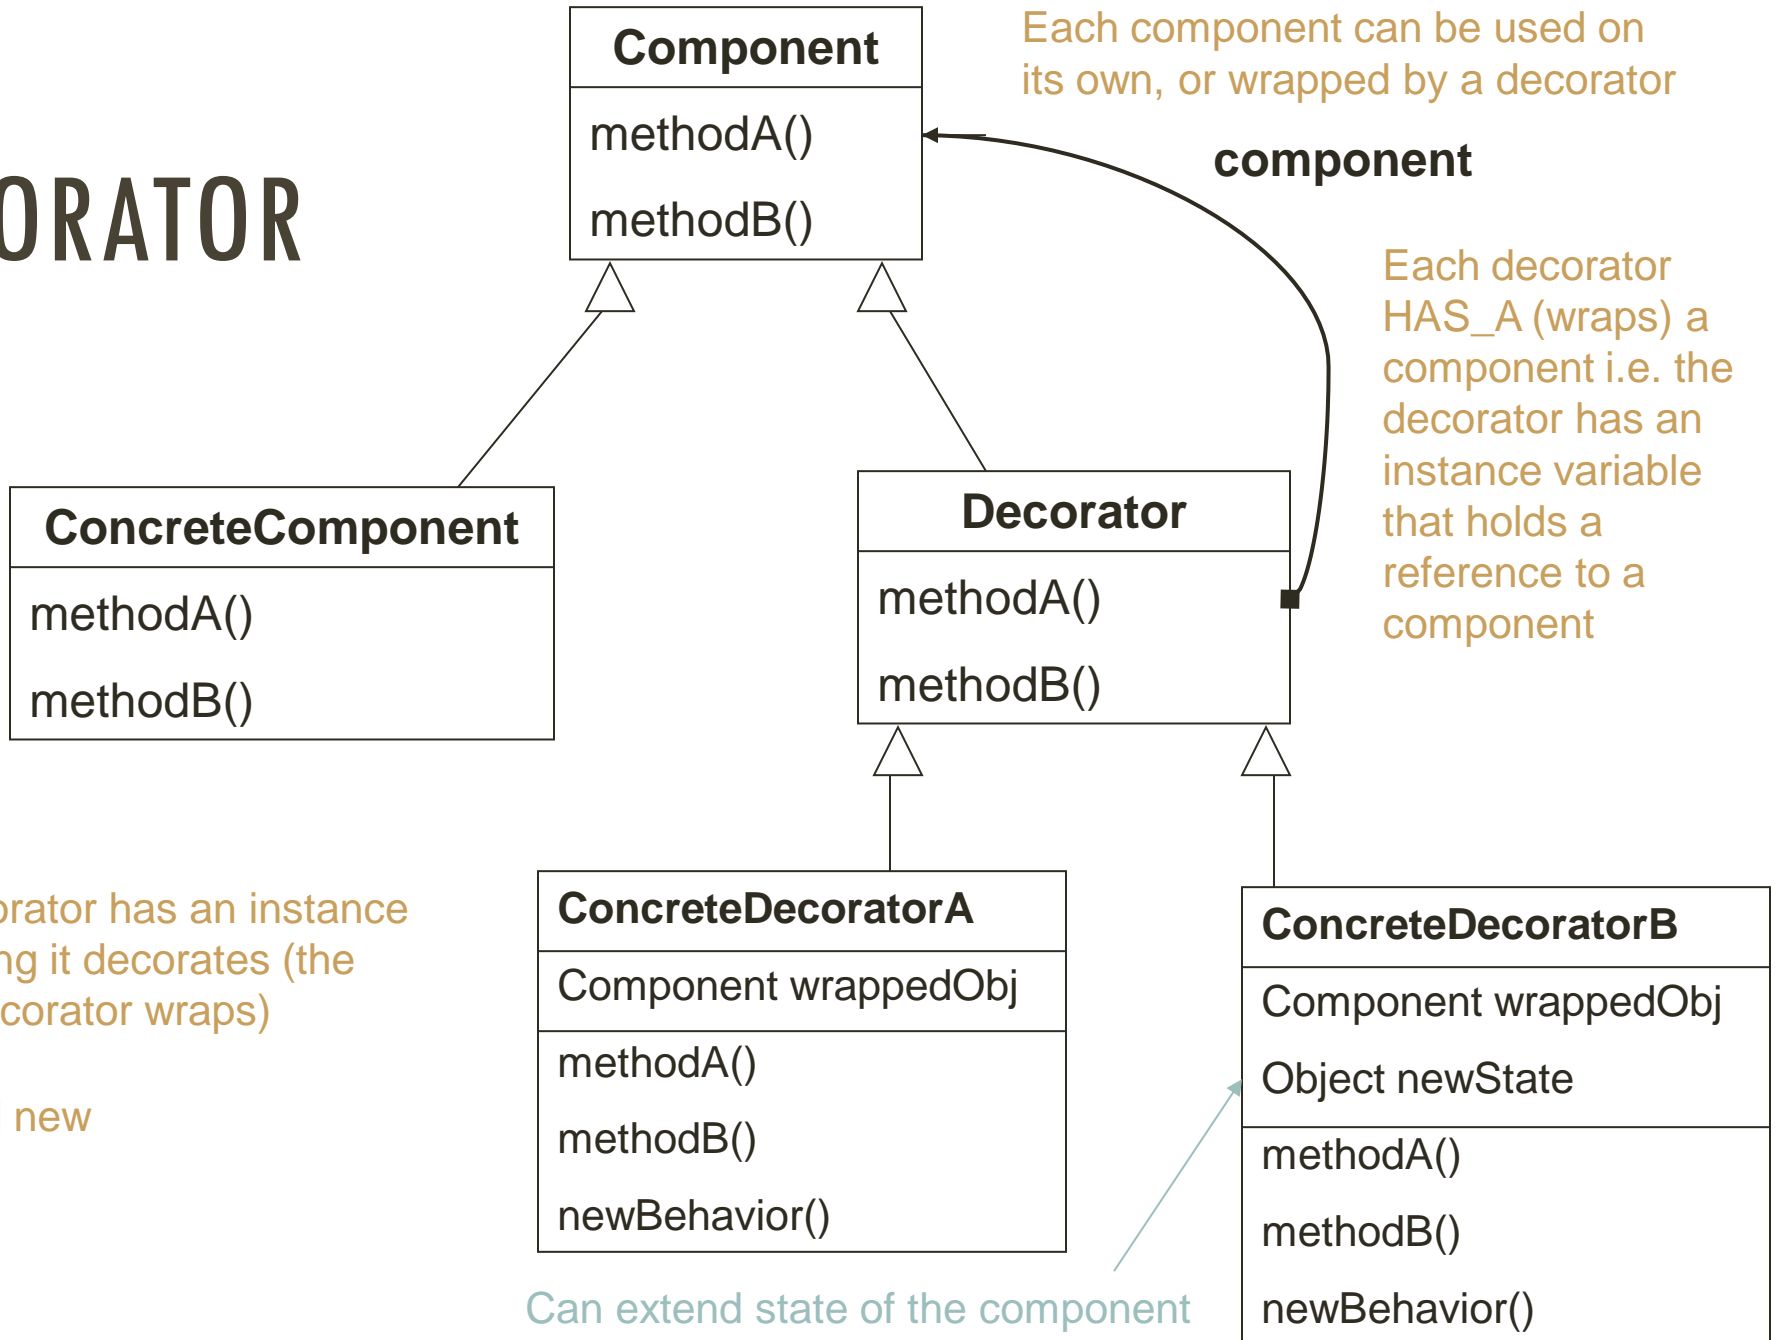 ORATOR
Component
methodA()
methodB()
Each component can be used on
its own, or wrapped by a decorator
component
Each decorator
HAS_A (wraps) a
component i.e. the
decorator has an
instance variable
that holds a
reference to a
component
ConcreteComponent
methodA()
methodB()
Decorator
methodA()
methodB()
orator has an instance
ng it decorates (the
corator wraps)
new
ConcreteDecoratorA
Component wrappedObj
methodA()
methodB()
newBehavior()
ConcreteDecoratorB
Component wrappedObj
Object newState
methodA()
methodB()
newBehavior()
Can extend state of the component